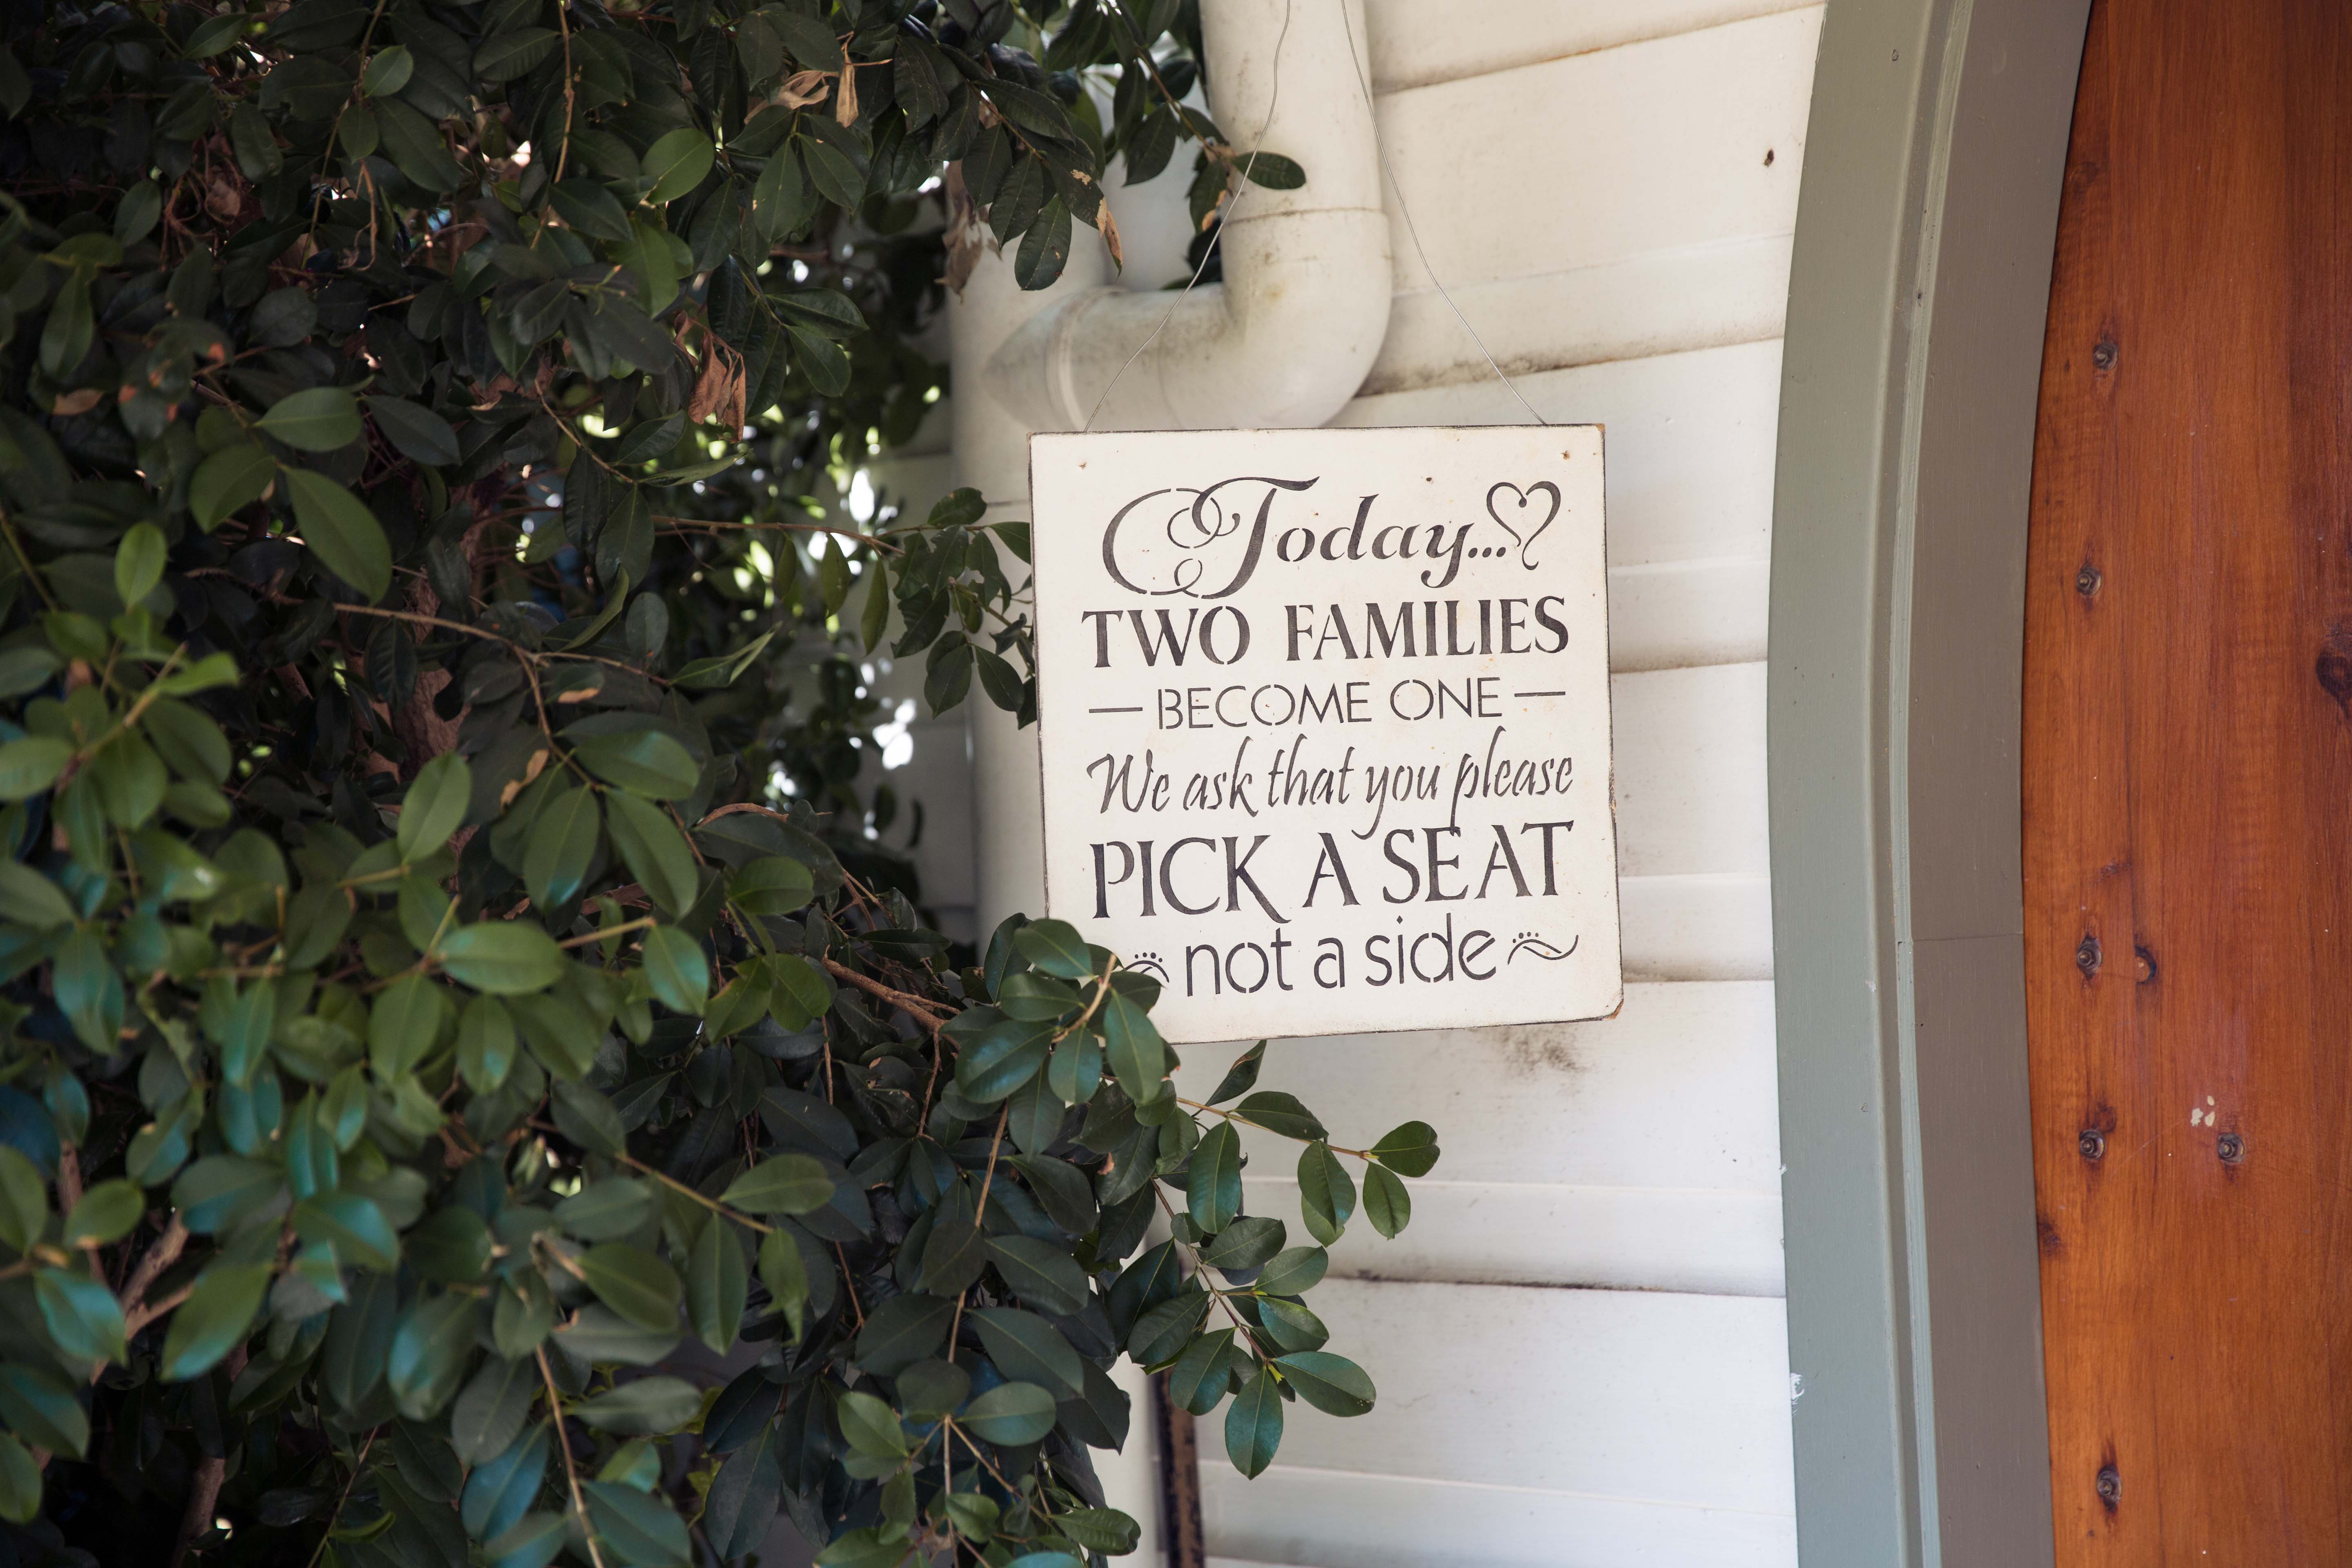 Today...
TWO FAMILIES
BECOME ONE
We ask that you please
PICK A SEAT
not a side